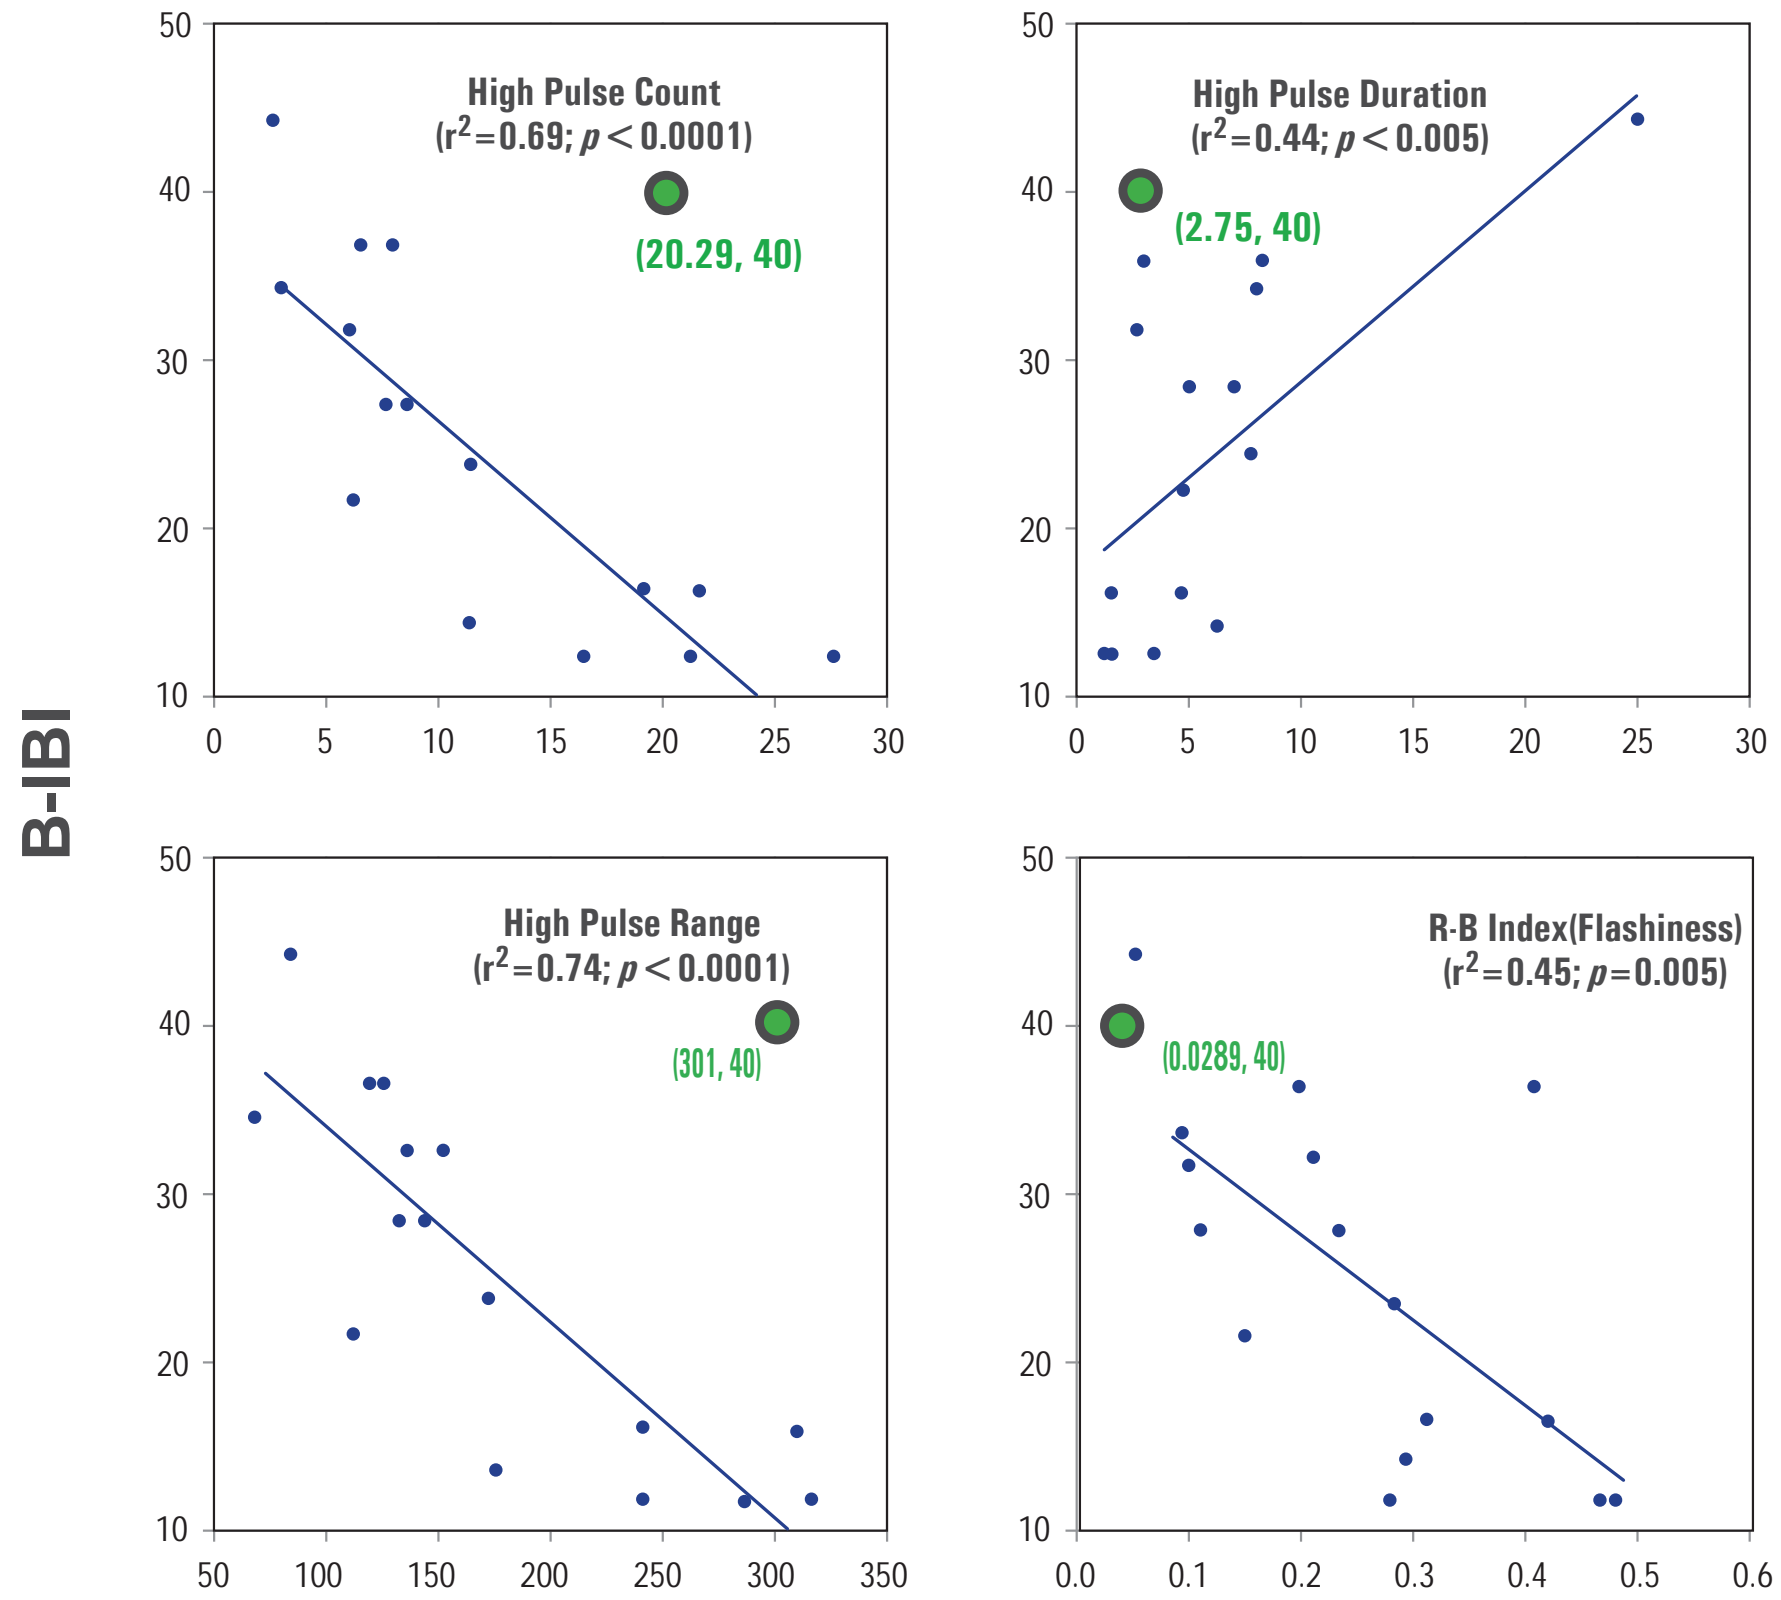 B-IBI
50
40
30
20
10
High Pulse Count
(r²=0.69; p<0.0001)
(20.29, 40)
0 5 10 15 20 25 30
50
40
30
20
10
High Pulse Duration
(r²=0.44; p<0.005)
(2.75, 40)
0 5 10 15 20 25 30
50
40
30
20
10
High Pulse Range
(r²=0.74; p<0.0001)
(301, 40)
50 100 150 200 250 300 350
50
40
30
20
10
R-B Index(Flashiness)
(r²=0.45; p=0.005)
(0.0289, 40)
0.0 0.1 0.2 0.3 0.4 0.5 0.6